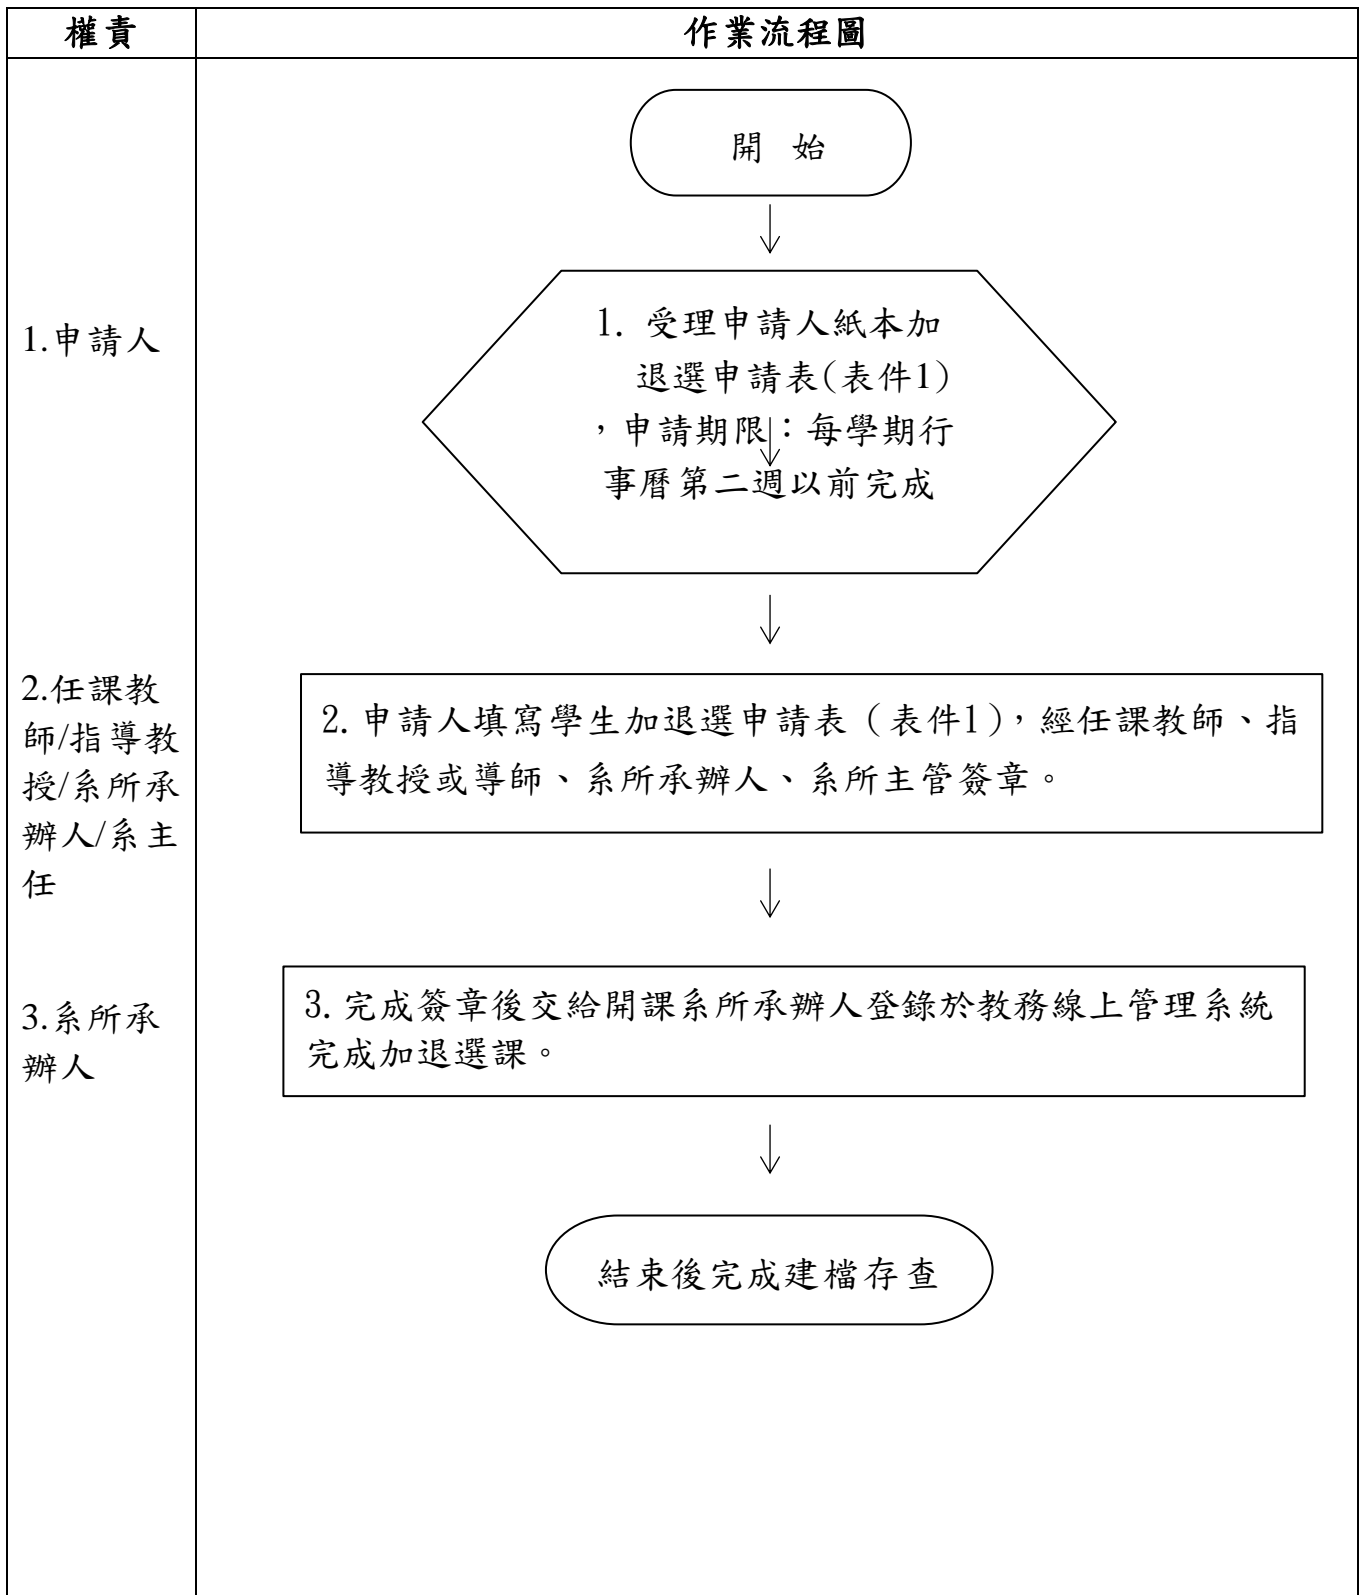 權責
作業流程圖
開 始
1.申請人
1. 受理申請人紙本加
退選申請表(表件1)
，申請期限：每學期行
事曆第二週以前完成
2.任課教
師/指導教
授/系所承
辦人/系主
任
2.申請人填寫學生加退選申請表（表件1），經任課教師、指
導教授或導師、系所承辦人、系所主管簽章。
3.系所承
辦人
3.完成簽章後交給開課系所承辦人登錄於教務線上管理系統
完成加退選課。
結束後完成建檔存查